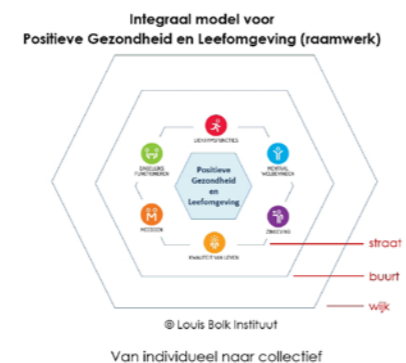 Integraal model voor
Positieve Gezondheid en Leefomgeving (raamwerk)
LICHAAMSFUNCTIES
DAGELIJKS
FUNCTIONEREN
MENTAAL
WELBEVINDEN
Positieve
Gezondheid
en
Leefomgeving
MEEDOEN
ZINGEVING
KWALITEIT VAN LEVEN
straat
buurt
wijk
© Louis Bolk Instituut
Van individueel naar collectief